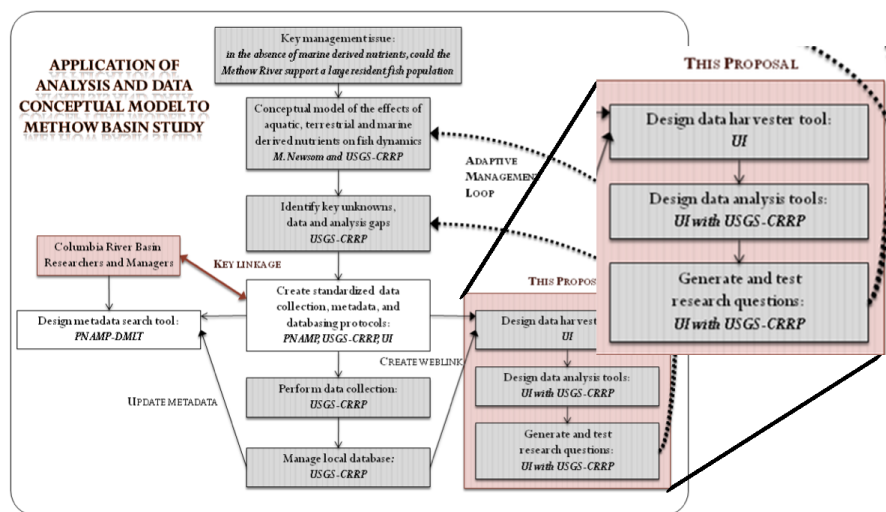 APPLICATION OF
ANALYSIS AND DATA
CONCEPTUAL MODEL TO
METHOW BASIN STUDY
Key management issue:
in the absence of marine derived nutrients, could the
Methow River support a large resident fish population
Conceptual model of the effects of
aquatic, terrestrial and marine
derived nutrients on fish dynamics
M. Newsom and USGS-CRRP
Identify key unknowns,
data and analysis gaps
USGS-CRRP
ADAPTIVE
MANAGEMENT
LOOP
Columbia River Basin
Researchers and Managers
KEY LINKAGE
Create standardized data
collection, metadata, and
databasing protocols:
PNAMP, USGS-CRRP, UI
Design metadata search tool:
PNAMP-DMLT
UPDATE METADATA
CREATE WEBLINK
Perform data collection:
USGS-CRRP
Manage local database:
USGS-CRRP
THIS PROPOS
Design data harvest
UI
Design data analysis tools:
UI with USGS-CRRP
Generate and test
research questions:
UI with USGS-CRRP
THIS PROPOSAL
Design data harvester tool:
UI
Design data analysis tools:
UI with USGS-CRRP
Generate and test
research questions:
UI with USGS-CRRP